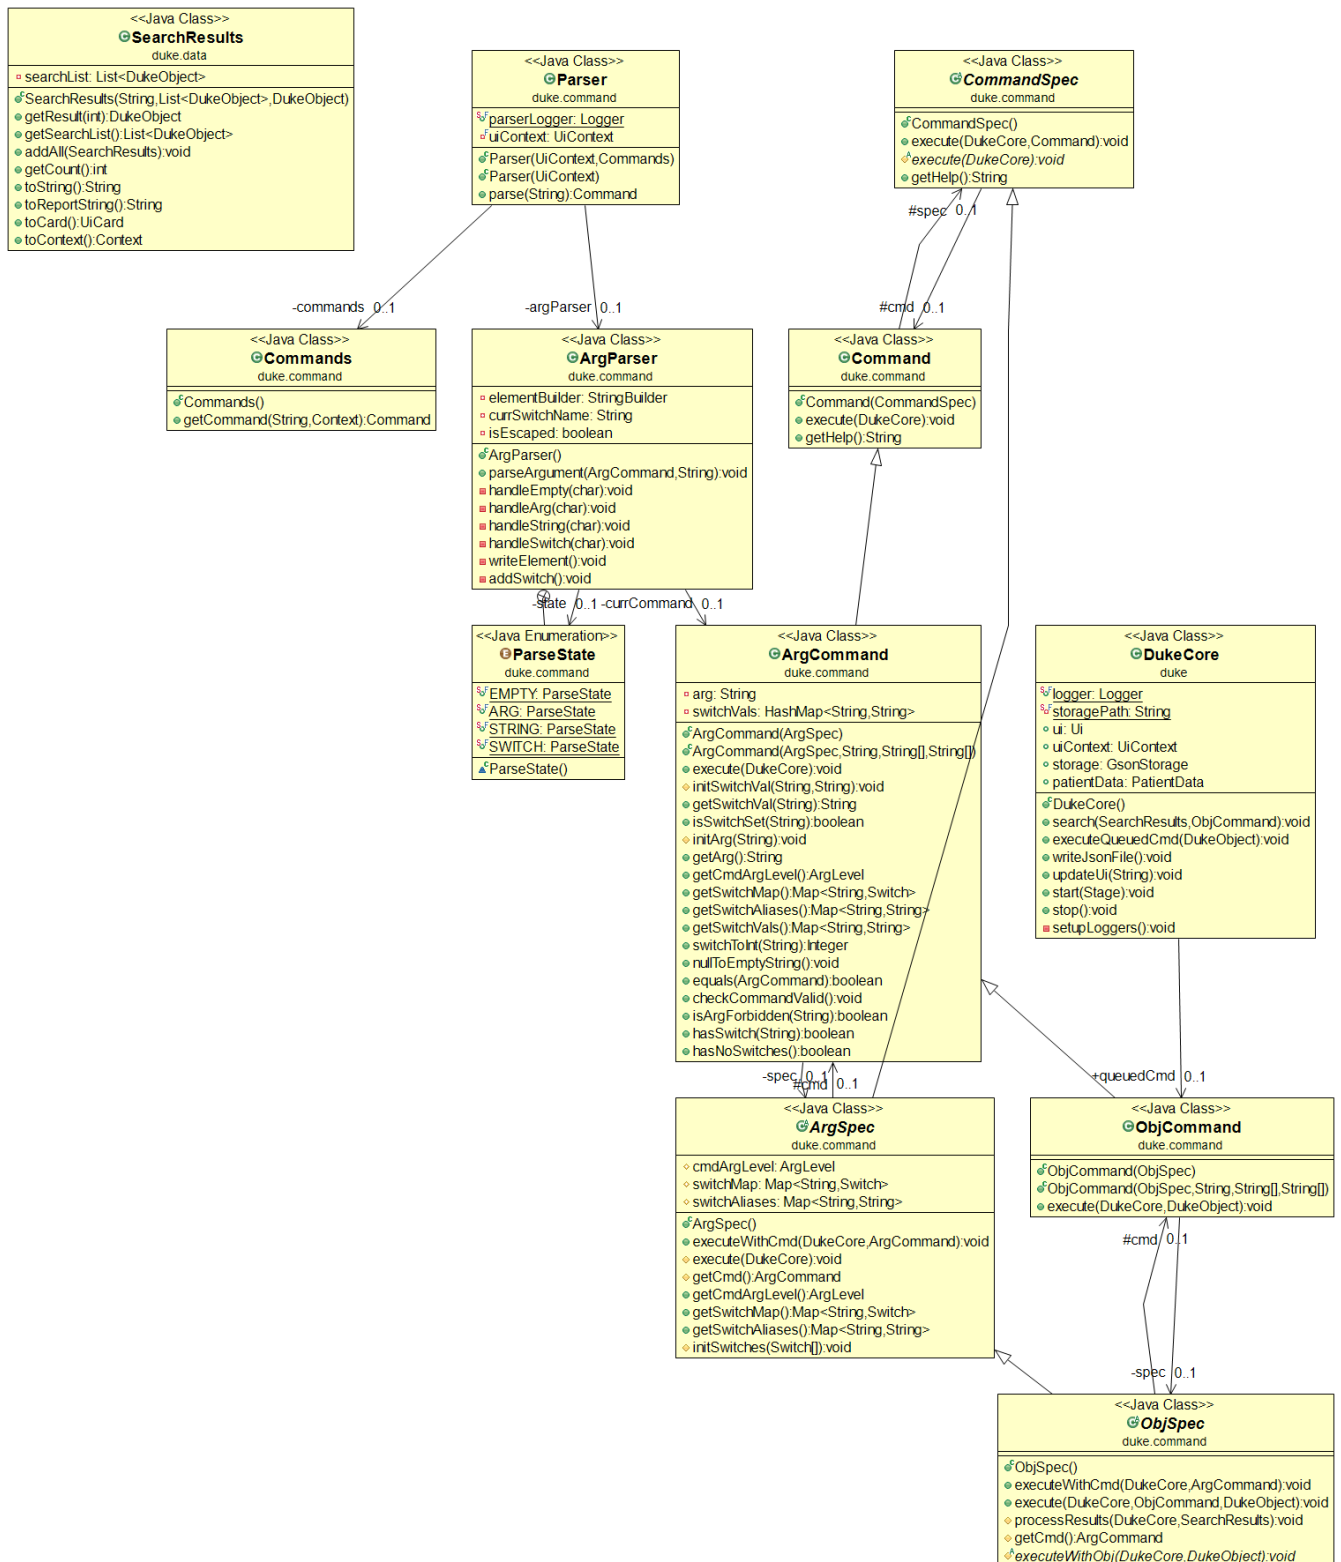 <<Java Class>>
SearchResults
duke.data
searchList: List<DukeObject>
SearchResults(String,List<DukeObject>,DukeObject)
getResult(int):DukeObject
getSearchList():List<DukeObject>
addAll(SearchResults):void
getCount():int
toString():String
toReportString():String
toCard():UiCard
toContext():Context
<<Java Class>>
Parser
duke.command
parserLogger: Logger
uiContext: UiContext
Parser(UiContext,Commands)
Parser(UiContext)
parse(String):Command
<<Java Class>>
CommandSpec
duke.command
CommandSpec()
execute(DukeCore,Command):void
execute(DukeCore):void
getHelp():String
#spec 0..1
-commands 0..1
-argParser 0..1
#cmd 0..1
<<Java Class>>
Commands
duke.command
Commands()
getCommand(String,Context):Command
<<Java Class>>
ArgParser
duke.command
elementBuilder: StringBuilder
currSwitchName: String
isEscaped: boolean
ArgParser()
parseArgument(ArgCommand,String):void
handleEmpty(char):void
handleArg(char):void
handleString(char):void
handleSwitch(char):void
writeElement():void
addSwitch():void
<<Java Class>>
Command
duke.command
Command(CommandSpec)
execute(DukeCore):void
getHelp():String
-state 0..1
-currCommand 0..1
<<Java Enumeration>>
ParseState
duke.command
EMPTY: ParseState
ARG: ParseState
STRING: ParseState
SWITCH: ParseState
ParseState()
<<Java Class>>
ArgCommand
duke.command
arg: String
switchVals: HashMap<String,String>
ArgCommand(ArgSpec)
ArgCommand(ArgSpec,String,String[],String[])
execute(DukeCore):void
initSwitchVal(String,String):void
getSwitchVal(String):String
isSwitchSet(String):boolean
initArg(String):void
getArg():String
getCmdArgLevel():ArgLevel
getSwitchMap():Map<String,Switch>
getSwitchAliases():Map<String,String>
getSwitchVals():Map<String,String>
switchToInt(String):Integer
nullToEmptyString():void
equals(ArgCommand):boolean
checkCommandValid():void
isArgForbidden(String):boolean
hasSwitch(String):boolean
hasNoSwitches():boolean
<<Java Class>>
DukeCore
duke
logger: Logger
storagePath: String
ui: Ui
uiContext: UiContext
storage: GsonStorage
patientData: PatientData
DukeCore()
search(SearchResults,ObjCommand):void
executeQueuedCmd(DukeObject):void
writeJsonFile():void
updateUi(String):void
start(Stage):void
stop():void
setupLoggers():void
-spec 0..1
#cmd 0..1
+queuedCmd 0..1
<<Java Class>>
ArgSpec
duke.command
cmdArgLevel: ArgLevel
switchMap: Map<String,Switch>
switchAliases: Map<String,String>
ArgSpec()
executeWithCmd(DukeCore,ArgCommand):void
execute(DukeCore):void
getCmd():ArgCommand
getCmdArgLevel():ArgLevel
getSwitchMap():Map<String,Switch>
getSwitchAliases():Map<String,String>
initSwitches(Switch[]):void
<<Java Class>>
ObjCommand
duke.command
ObjCommand(ObjSpec)
ObjCommand(ObjSpec,String,String[],String[])
execute(DukeCore,DukeObject):void
#cmd 0..1
-spec 0..1
<<Java Class>>
ObjSpec
duke.command
ObjSpec()
executeWithCmd(DukeCore,ArgCommand):void
execute(DukeCore,ObjCommand,DukeObject):void
processResults(DukeCore,SearchResults):void
getCmd():ArgCommand
executeWithObj(DukeCore,DukeObject):void